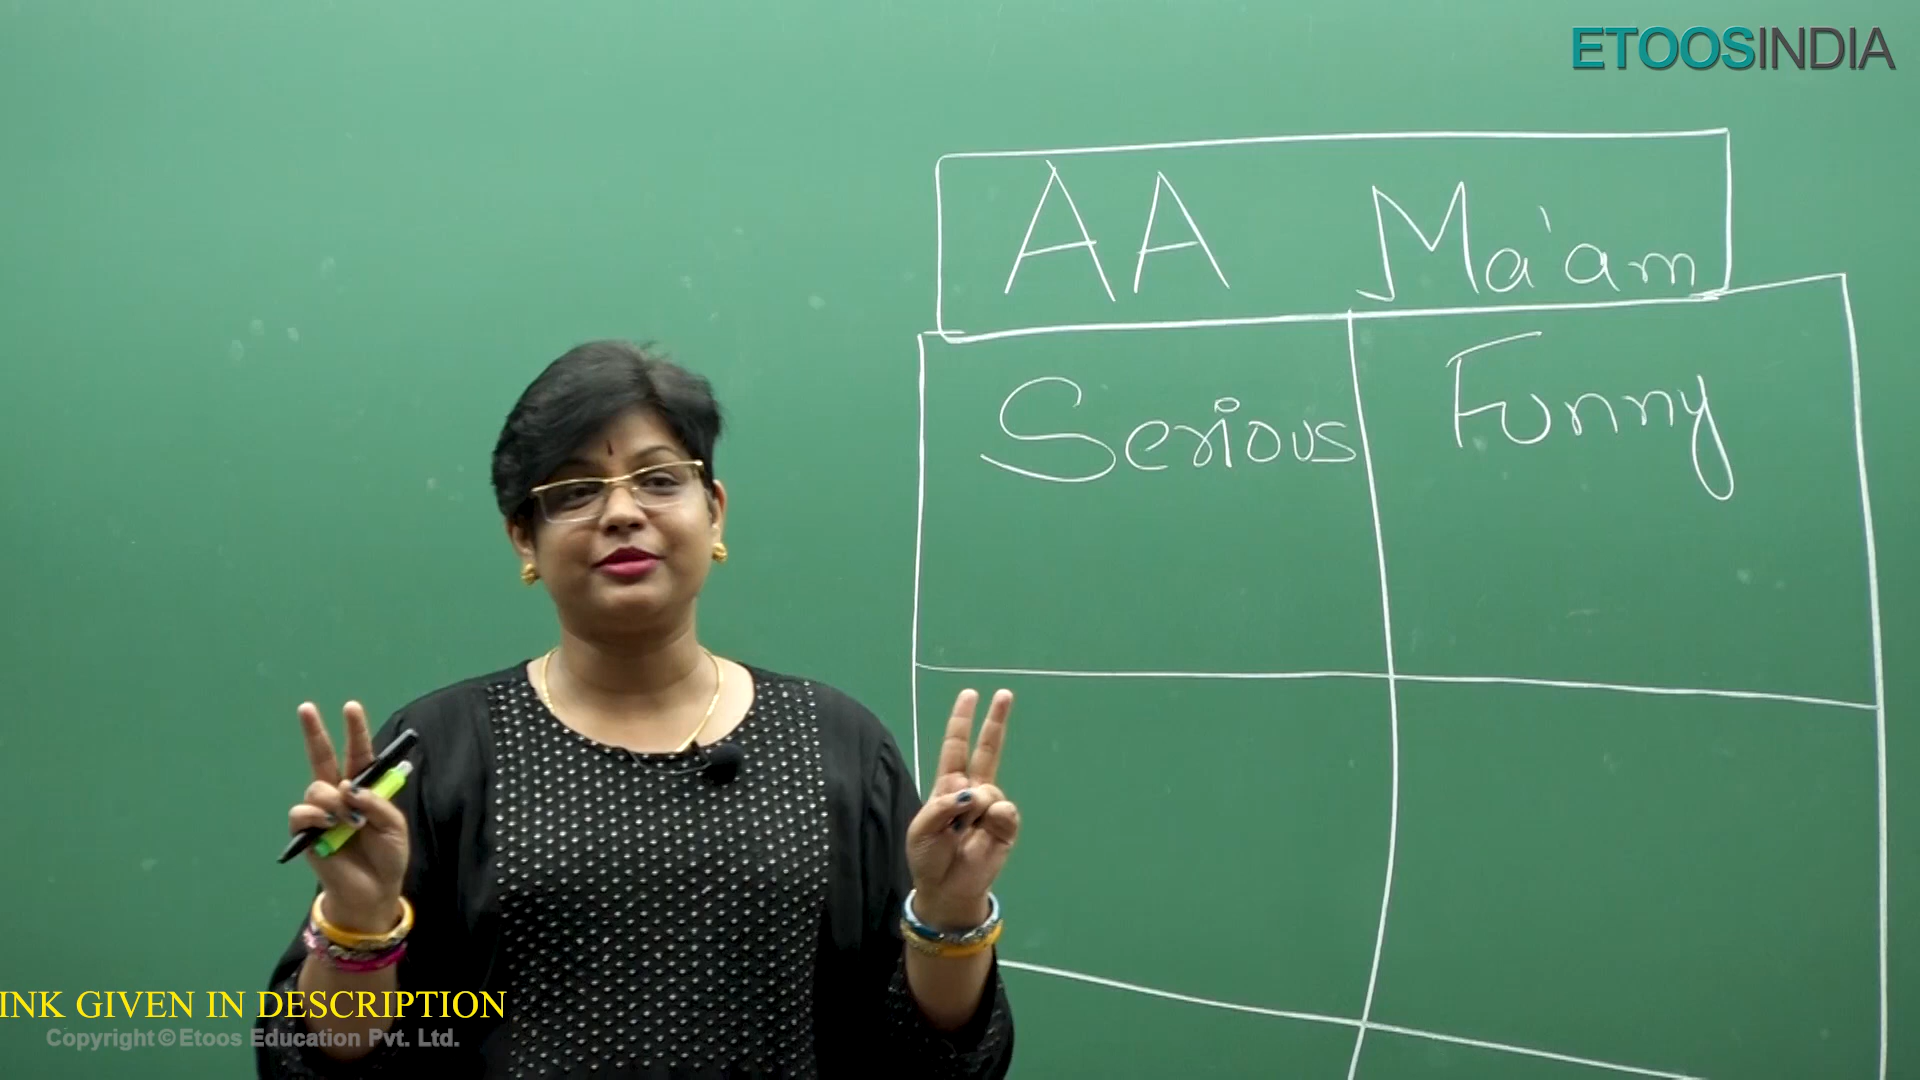 ETOOSINDIA
AA Ma'am
Serious Funny
INK GIVEN IN DESCRIPTION
Copyright © Etoos Education Pvt. Ltd.